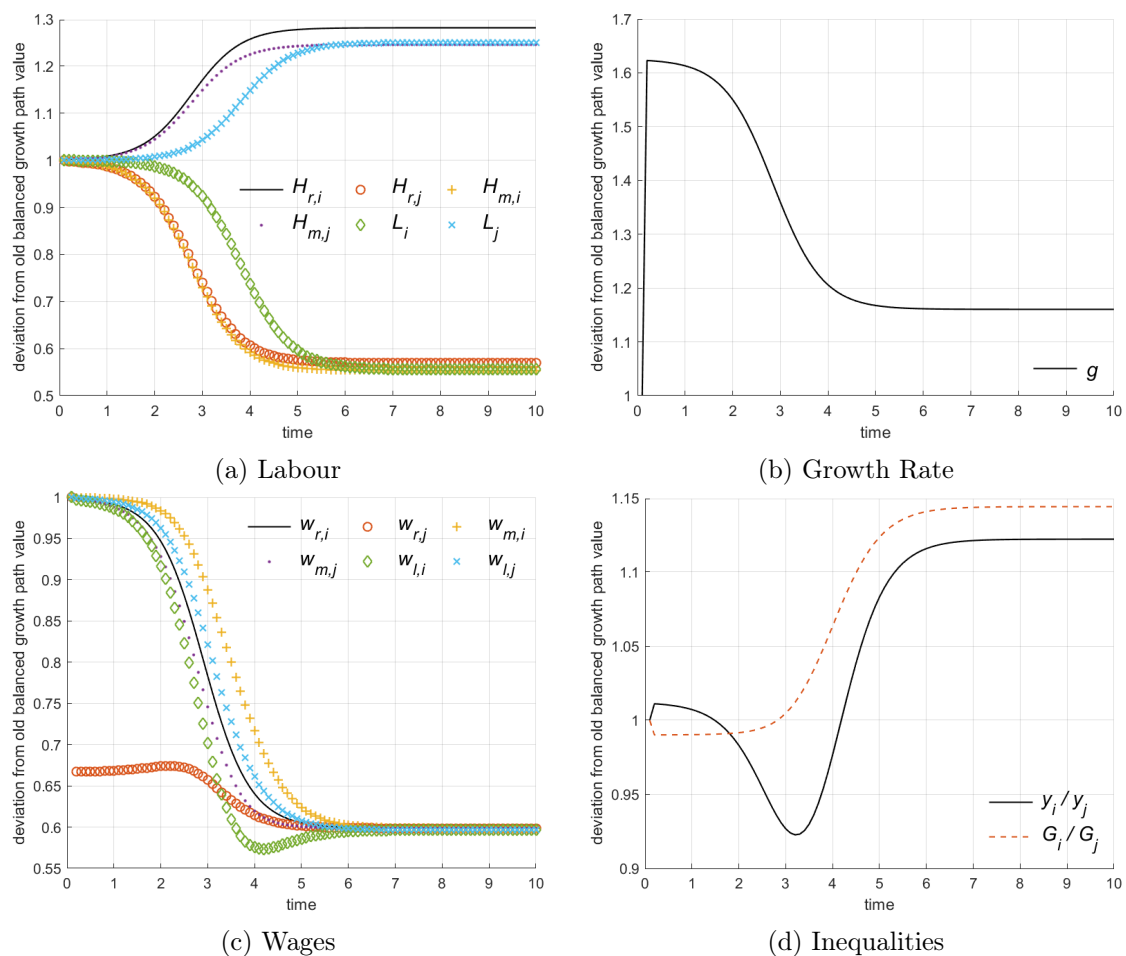 deviation from old balanced growth path value
1.3
1.2
1.1
1
0.9
0.8
0.7
0.6
0.5
H_{r,i} H_{r,j} H_{m,i}
H_{m,j} L_i L_j
0 1 2 3 4 5 6 7 8 9 10
time
(a) Labour
deviation from old balanced growth path value
1.7
1.6
1.5
1.4
1.3
1.2
1.1
1
g
0 1 2 3 4 5 6 7 8 9 10
time
(b) Growth Rate
deviation from old balanced growth path value
1
0.95
0.9
0.85
0.8
0.75
0.7
0.65
0.6
0.55
w_{r,i} w_{r,j} w_{m,i}
w_{m,j} w_{l,i} w_{l,j}
0 1 2 3 4 5 6 7 8 9 10
time
(c) Wages
deviation from old balanced growth path value
1.15
1.1
1.05
1
0.95
0.9
y_i / y_j
G_i / G_j
0 1 2 3 4 5 6 7 8 9 10
time
(d) Inequalities